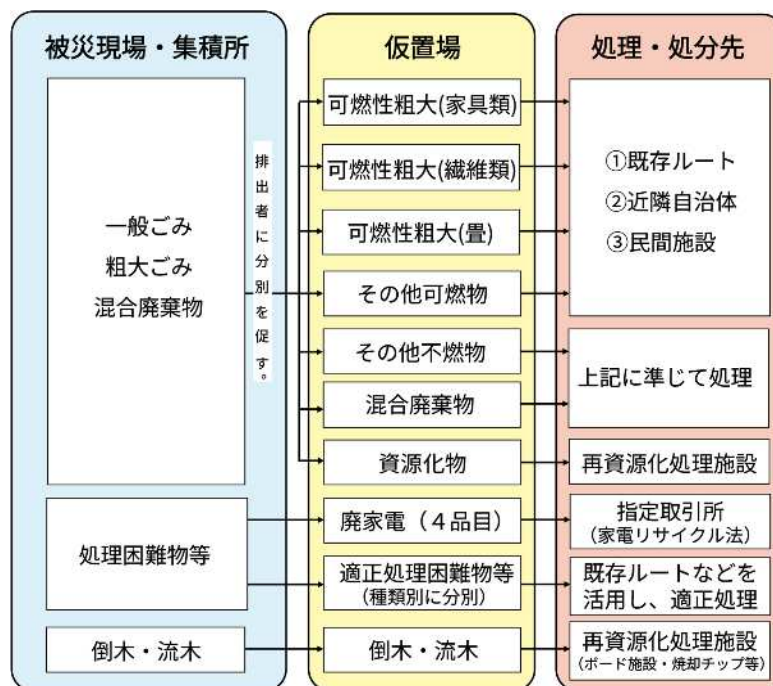 被災現場・集積所
一般ごみ
粗大ごみ
混合廃棄物
排出者に分別を促す。
処理困難物等
倒木・流木
仮置場
可燃性粗大(家具類)
可燃性粗大(繊維類)
可燃性粗大(畳)
その他可燃物
その他不燃物
混合廃棄物
資源化物
廃家電（４品目）
適正処理困難物等
(種類別に分別)
倒木・流木
処理・処分先
①既存ルート
②近隣自治体
③民間施設
上記に準じて処理
再資源化処理施設
指定取引所
(家電リサイクル法)
既存ルートなどを
活用し、適正処理
再資源化処理施設
(ボード施設・焼却チップ等)